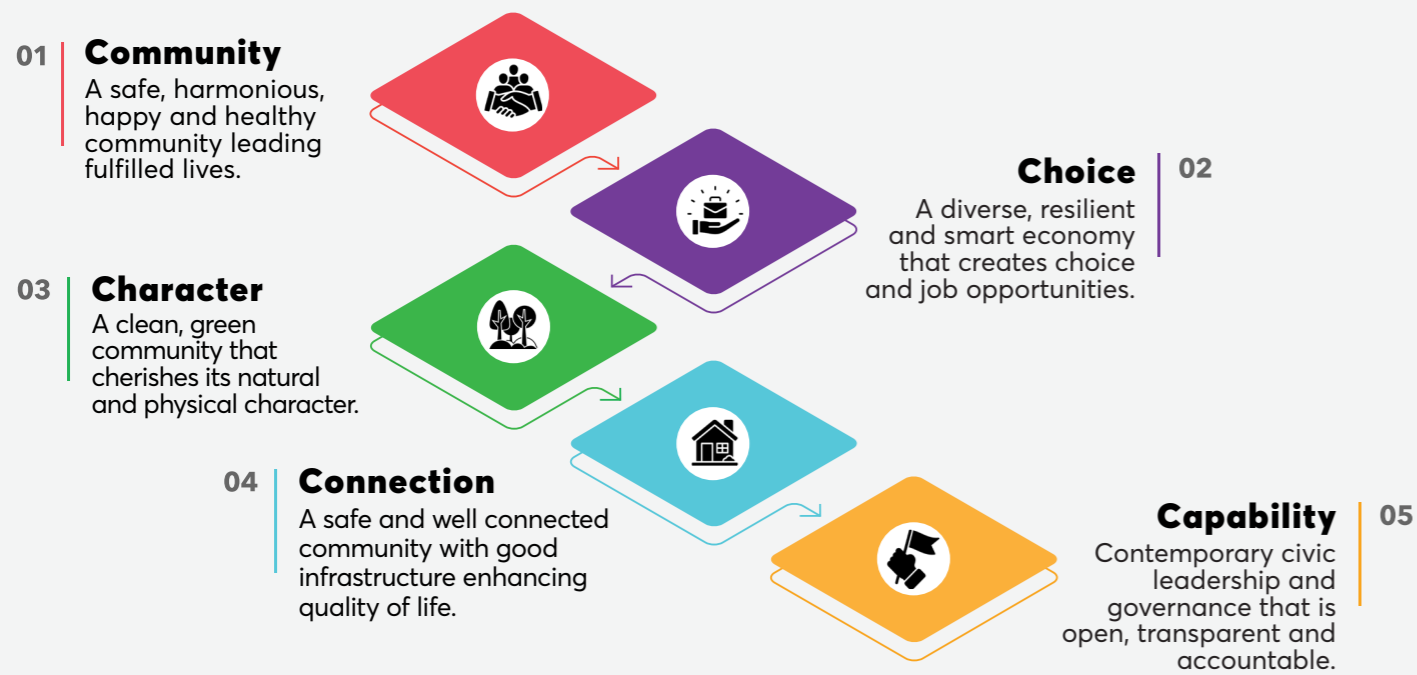 01
Community
A safe, harmonious,
happy and healthy
community leading
fulfilled lives.
Choice
02
A diverse, resilient
and smart economy
that creates choice
and job opportunities.
03
Character
A clean, green
community that
cherishes its natural
and physical character.
04
Connection
A safe and well connected
community with good
infrastructure enhancing
quality of life.
Capability
05
Contemporary civic
leadership and
governance that is
open, transparent and
accountable.